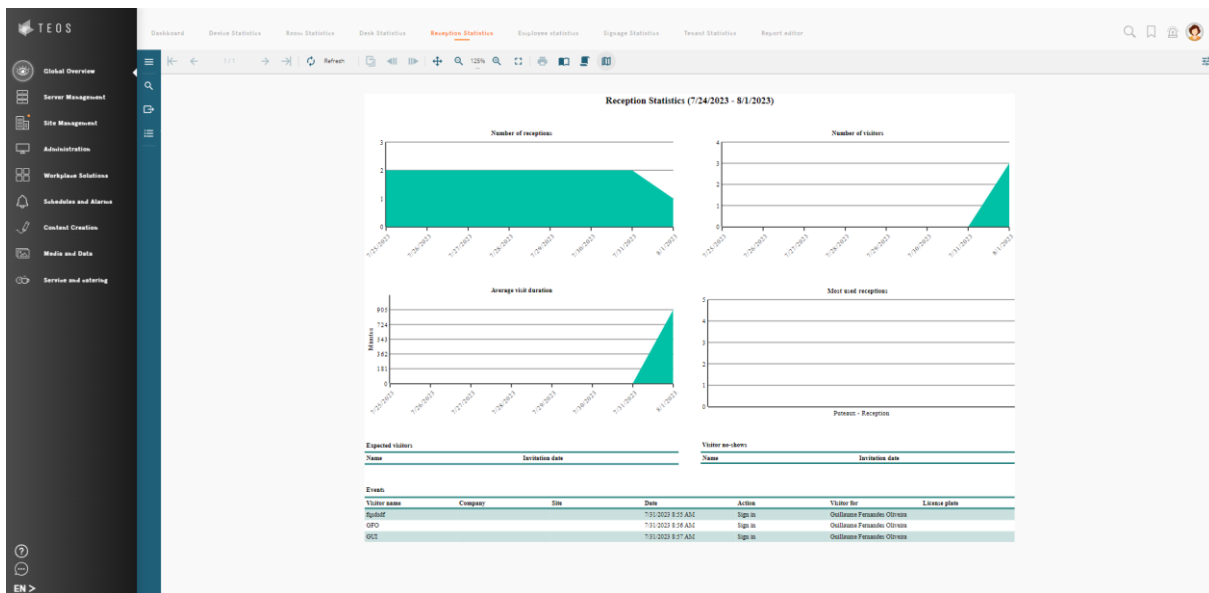 TEOS
Dashboard Device Statistics Room Statistics Desk Statistics Reception Statistics Employee statistics Signage Statistics Tenant Statistics Report editor
1/1 Refresh 125%
Global Overview
Server Management
Site Management
Administration
Workplace Solutions
Schedules and Alarms
Content Creation
Media and Data
Service and catering
EN >
Reception Statistics (7/24/2023 - 8/1/2023)
Number of receptions
3
2
1
0
7/25/2023 7/26/2023 7/27/2023 7/28/2023 7/29/2023 7/30/2023 7/31/2023 8/1/2023
Number of visitors
4
3
2
1
0
7/25/2023 7/26/2023 7/27/2023 7/28/2023 7/29/2023 7/30/2023 7/31/2023 8/1/2023
Average visit duration
Minutes
905
724
543
362
181
0
7/25/2023 7/26/2023 7/27/2023 7/28/2023 7/29/2023 7/30/2023 7/31/2023 8/1/2023
Most used receptions
5
4
3
2
1
0
Puteaux - Reception
Expected visitors
Name Invitation date
Visitor no-shows
Name Invitation date
Events
Visitor name Company Site Date Action Visitor for License plate
7/31/2023 8:55 AM Sign in Guillaume Fernandes Oliveira
GFO 7/31/2023 8:56 AM Sign in Guillaume Fernandes Oliveira
GUI 7/31/2023 8:57 AM Sign in Guillaume Fernandes Oliveira